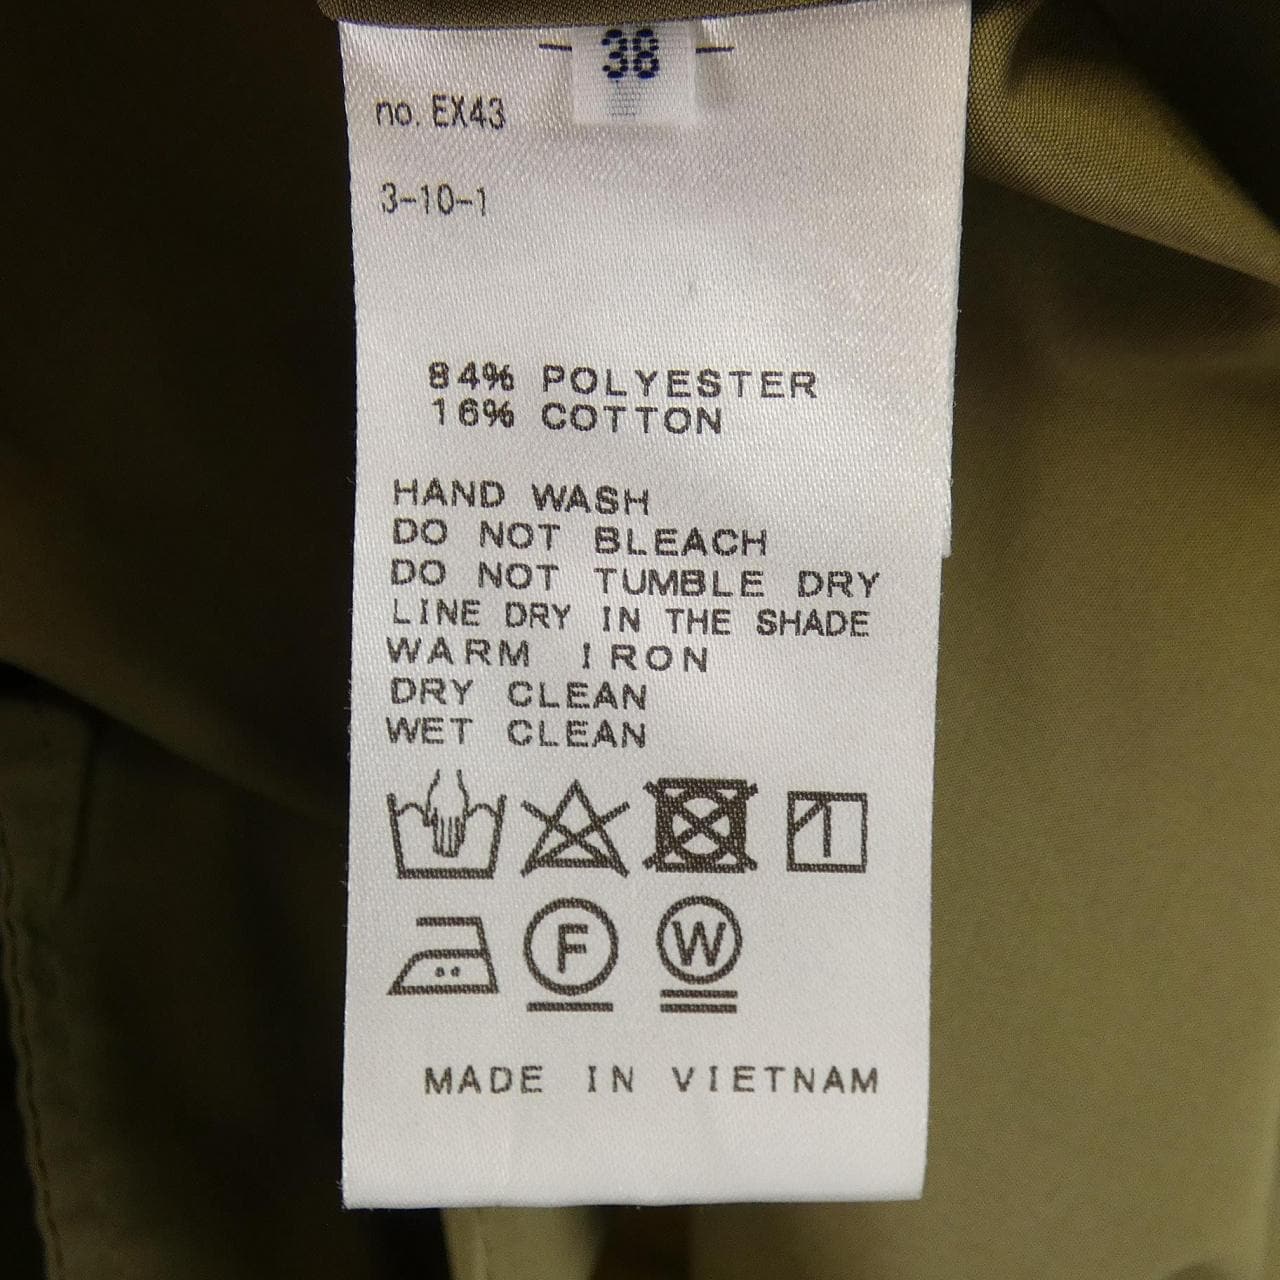 38
no. EX43
3-10-1
84% POLYESTER
16% COTTON
HAND WASH
DO NOT BLEACH
DO NOT TUMBLE DRY
LINE DRY IN THE SHADE
WARM IRON
DRY CLEAN
WET CLEAN
F W
MADE IN VIETNAM